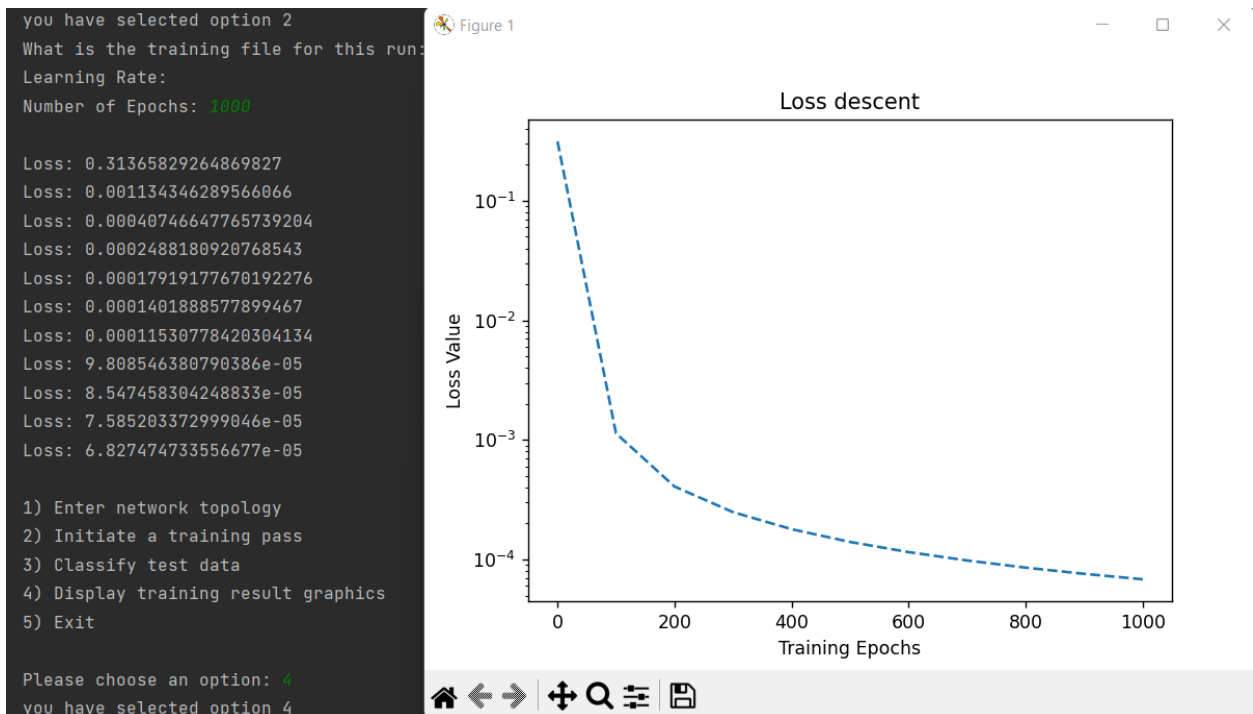 you have selected option 2
What is the training file for this run:
Learning Rate:
Number of Epochs: 1000
Loss: 0.31365829264869827
Loss: 0.001134346289566066
Loss: 0.00040746647765739204
Loss: 0.0002488180920768543
Loss: 0.00017919177670192276
Loss: 0.0001401888577899467
Loss: 0.00011530778420304134
Loss: 9.808546380790386e-05
Loss: 8.547458304248833e-05
Loss: 7.585203372999046e-05
Loss: 6.827474733556677e-05
1) Enter network topology
2) Initiate a training pass
3) Classify test data
4) Display training result graphics
5) Exit
Please choose an option: 4
you have selected option 4
Figure 1
Loss descent
Loss Value
10⁻¹
10⁻²
10⁻³
10⁻⁴
0 200 400 600 800 1000
Training Epochs